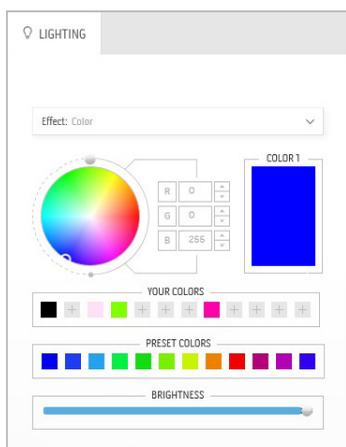 LIGHTING
Effect: Color
COLOR 1
R 0
G 0
B 255
YOUR COLORS
PRESET COLORS
BRIGHTNESS